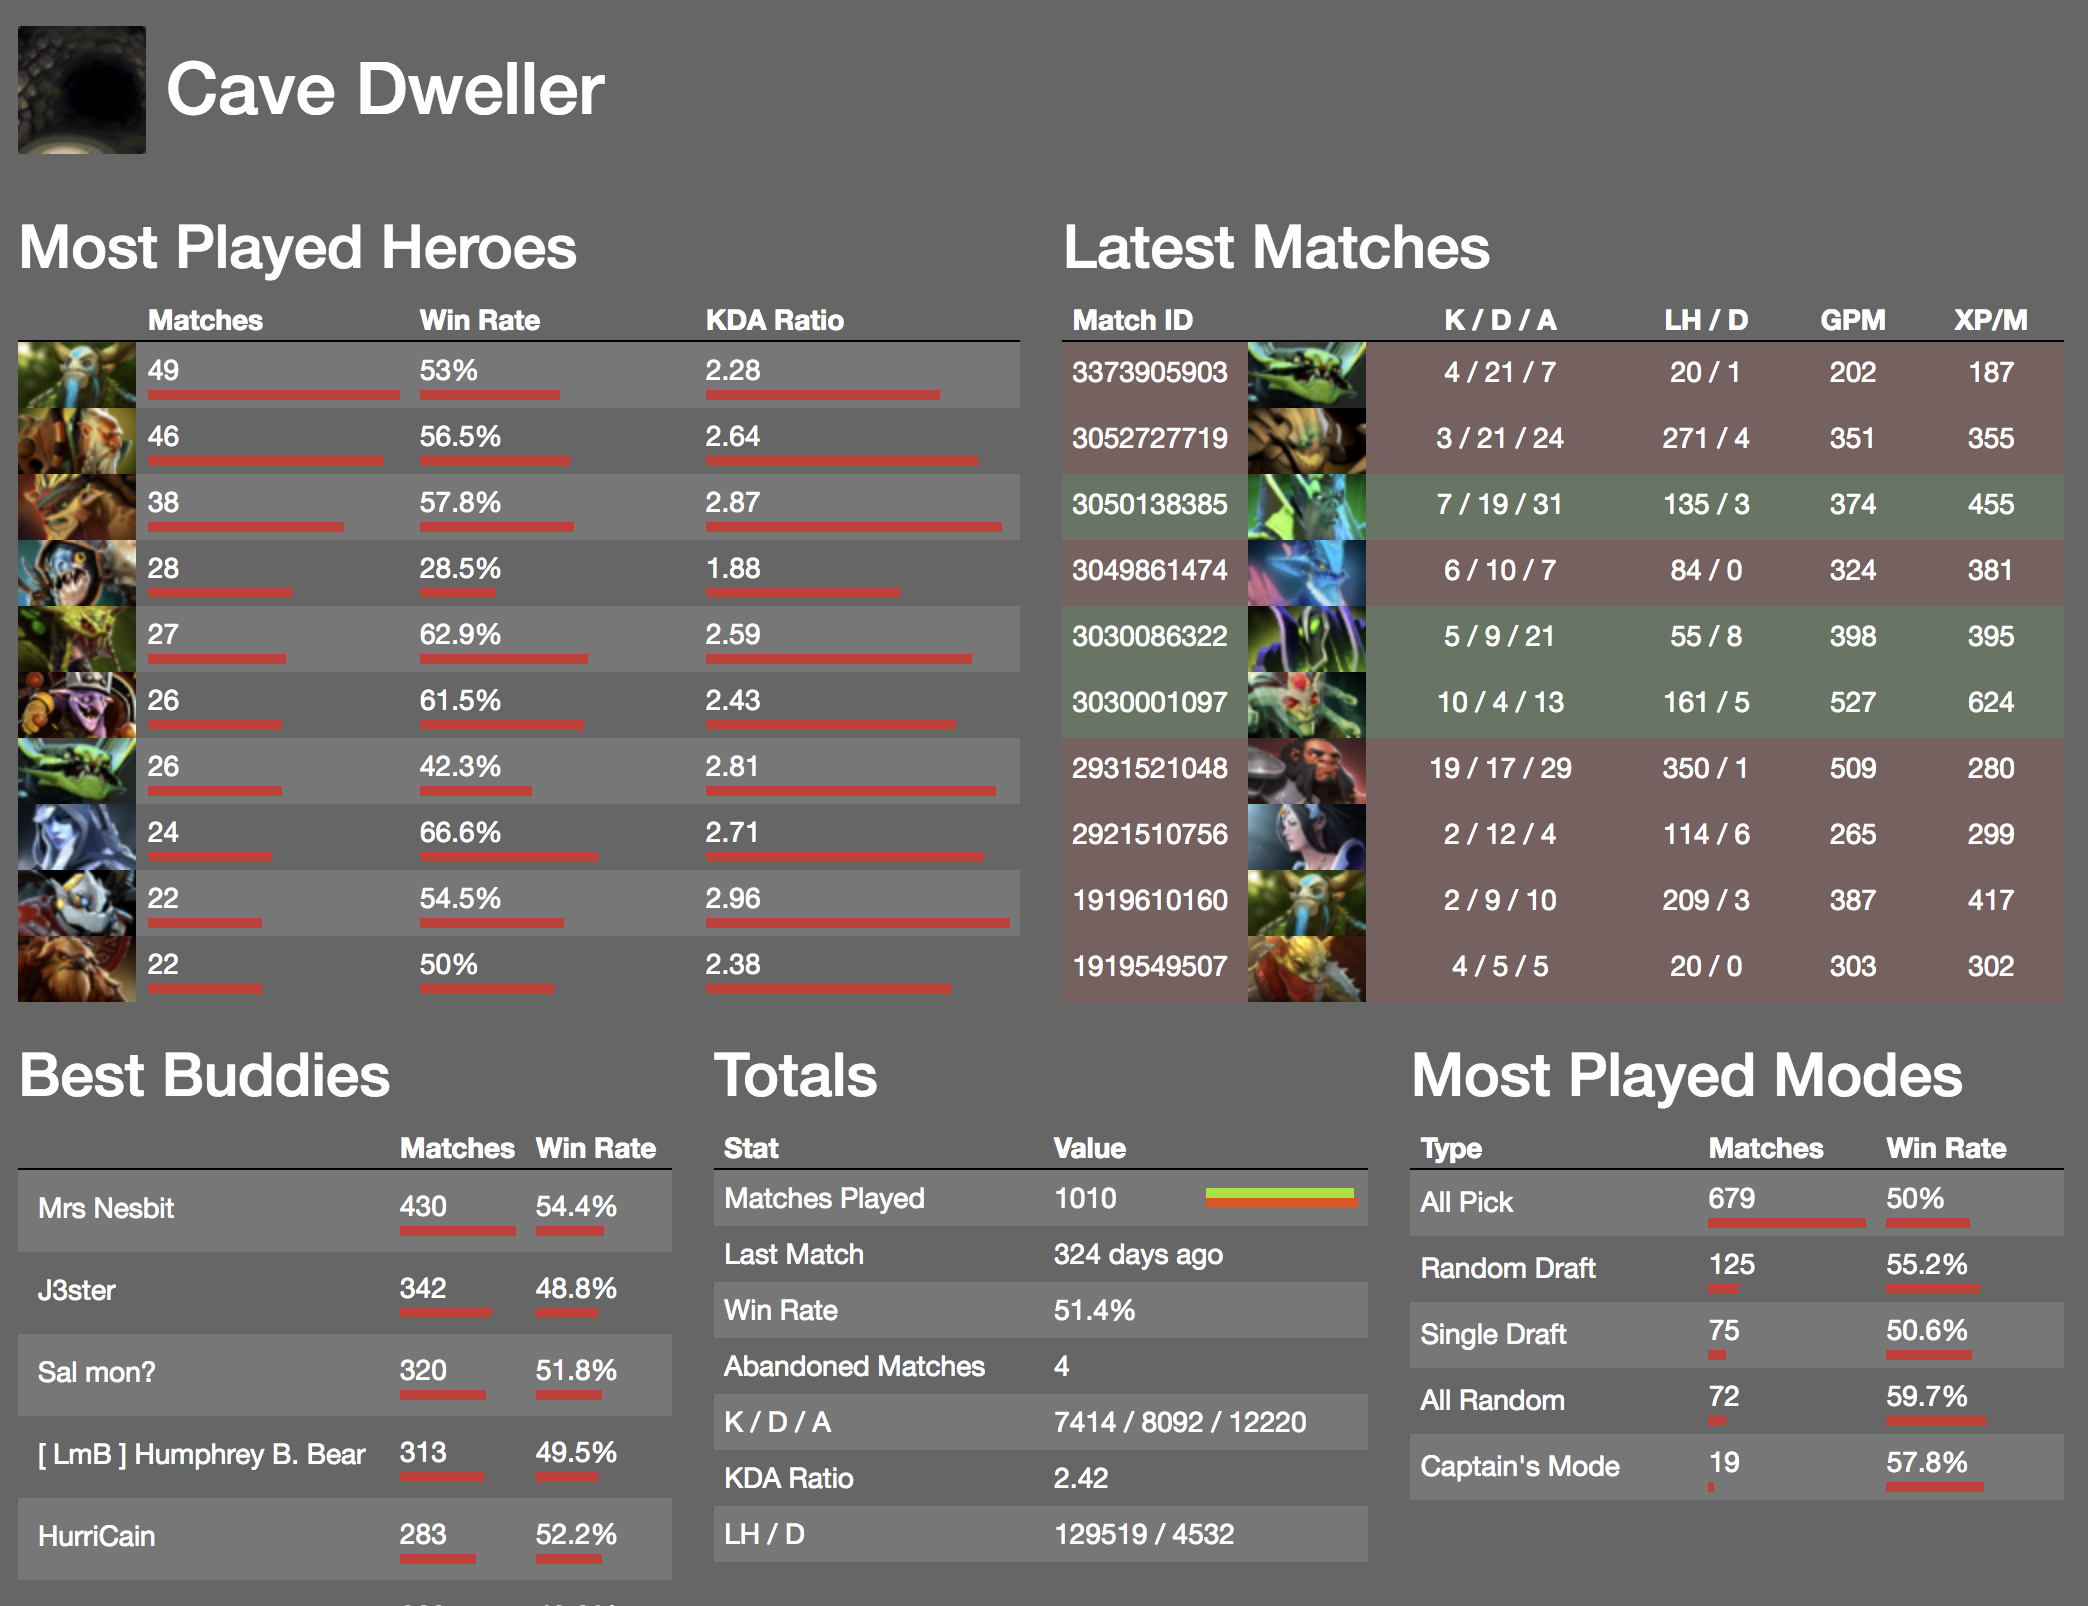 Cave Dweller
Most Played Heroes
Matches Win Rate KDA Ratio
49 53% 2.28
46 56.5% 2.64
38 57.8% 2.87
28 28.5% 1.88
27 62.9% 2.59
26 61.5% 2.43
26 42.3% 2.81
24 66.6% 2.71
22 54.5% 2.96
22 50% 2.38
Latest Matches
Match ID K / D / A LH / D GPM XP/M
3373905903 4 / 21 / 7 20 / 1 202 187
3052727719 3 / 21 / 24 271 / 4 351 355
3050138385 7 / 19 / 31 135 / 3 374 455
3049861474 6 / 10 / 7 84 / 0 324 381
3030086322 5 / 9 / 21 55 / 8 398 395
3030001097 10 / 4 / 13 161 / 5 527 624
2931521048 19 / 17 / 29 350 / 1 509 280
2921510756 2 / 12 / 4 114 / 6 265 299
1919610160 2 / 9 / 10 209 / 3 387 417
1919549507 4 / 5 / 5 20 / 0 303 302
Best Buddies
Matches Win Rate
Mrs Nesbit 430 54.4%
J3ster 342 48.8%
Sal mon? 320 51.8%
[ LmB ] Humphrey B. Bear 313 49.5%
HurriCain 283 52.2%
Totals
Stat Value
Matches Played 1010
Last Match 324 days ago
Win Rate 51.4%
Abandoned Matches 4
K / D / A 7414 / 8092 / 12220
KDA Ratio 2.42
LH / D 129519 / 4532
Most Played Modes
Type Matches Win Rate
All Pick 679 50%
Random Draft 125 55.2%
Single Draft 75 50.6%
All Random 72 59.7%
Captain's Mode 19 57.8%